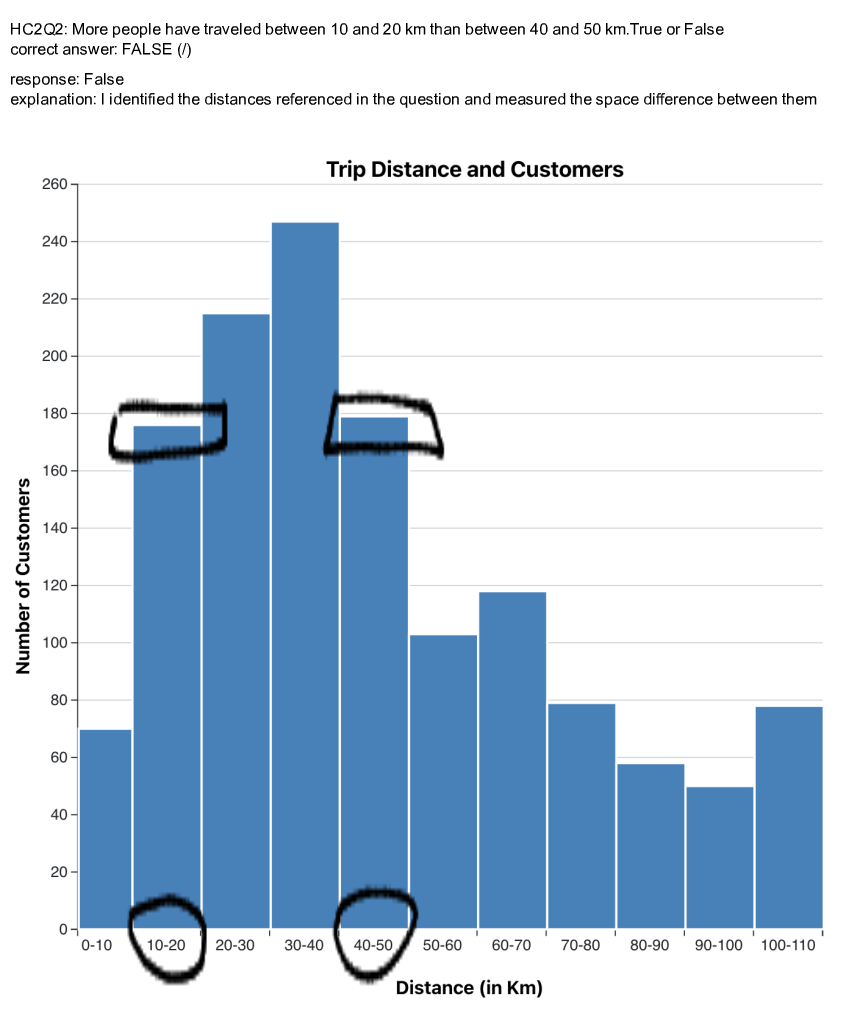 HC2Q2: More people have traveled between 10 and 20 km than between 40 and 50 km.True or False
correct answer: FALSE (/)
response: False
explanation: I identified the distances referenced in the question and measured the space difference between them
Trip Distance and Customers
260
240
220
200
180
160
140
120
100
80
60
40
20
0
Number of Customers
0-10 10-20 20-30 30-40 40-50 50-60 60-70 70-80 80-90 90-100 100-110
Distance (in Km)